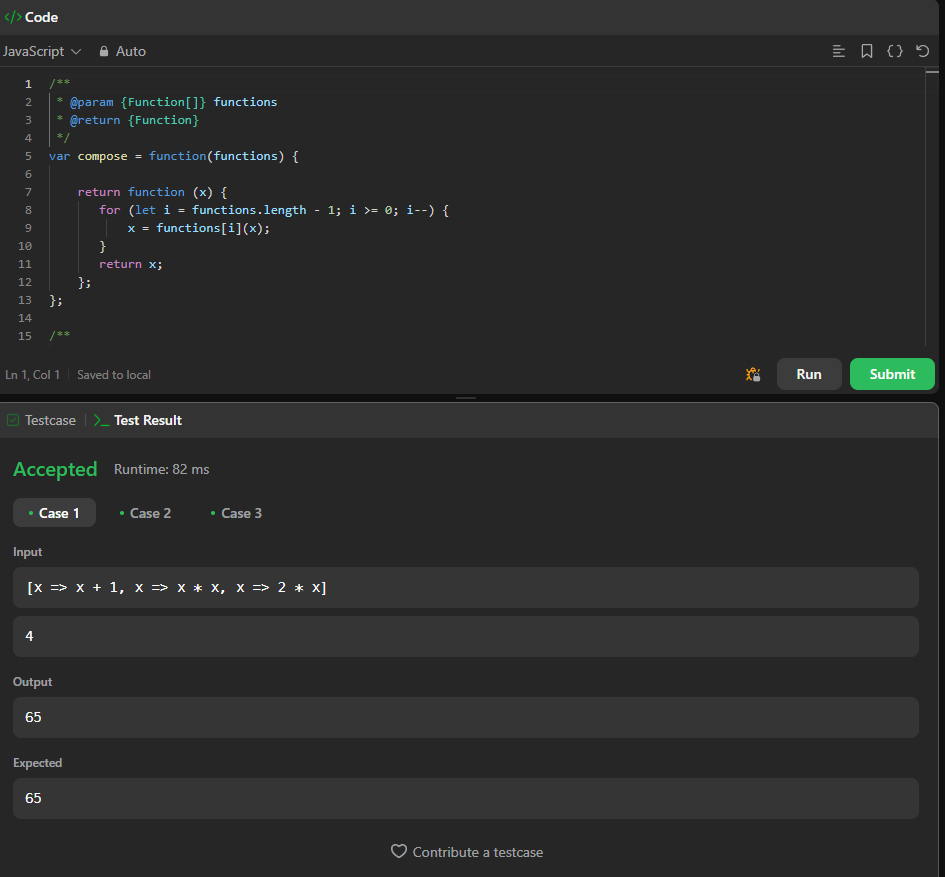 </> Code
JavaScript Auto
1 /**
2  * @param {Function[]} functions
3  * @return {Function}
4  */
5 var compose = function(functions) {
6
7     return function (x) {
8        for (let i = functions.length - 1; i >= 0; i--) {
9            x = functions[i](x);
10        }
11        return x;
12     };
13 };
14
15 /**
Ln 1, Col 1 | Saved to local Run Submit
Testcase | >_ Test Result
Accepted Runtime: 82 ms
• Case 1 • Case 2 • Case 3
Input
[x => x + 1, x => x * x, x => 2 * x]
4
Output
65
Expected
65
Contribute a testcase